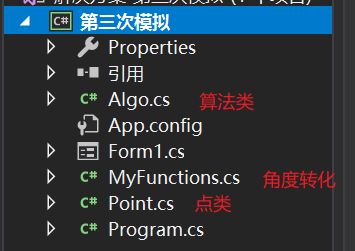 第三次模拟
Properties
引用
Algo.cs 算法类
App.config
Form1.cs
MyFunctions.cs 角度转化
Point.cs 点类
Program.cs